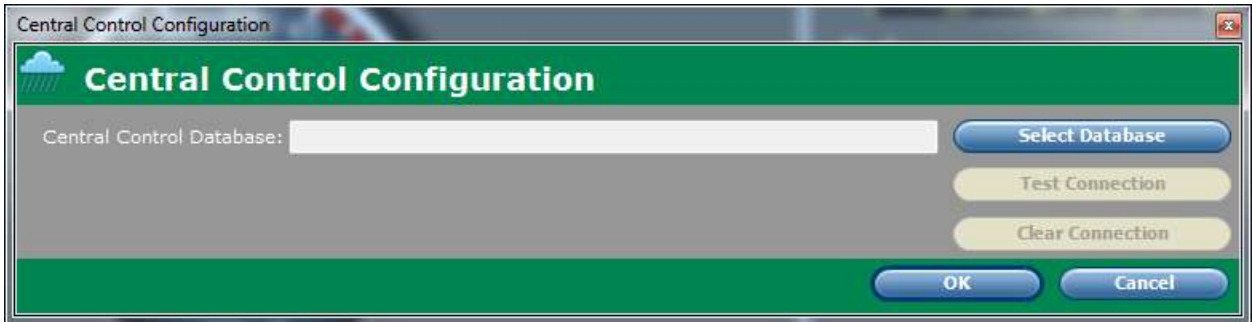 Central Control Configuration
Central Control Configuration
Central Control Database:
Select Database
Test Connection
Clear Connection
OK
Cancel